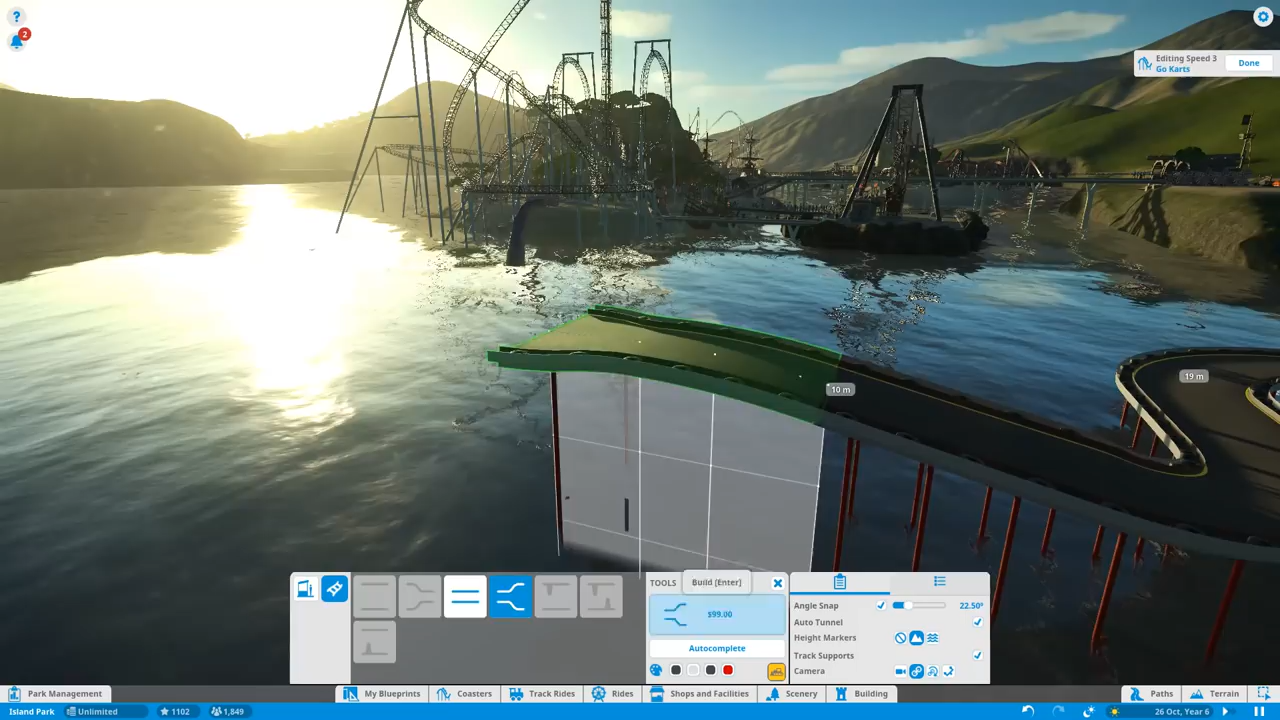 ?
2
Editing Speed 3
Go Karts
Done
10 m
19 m
TOOLS
Build [Enter]
$99.00
Autocomplete
Angle Snap
22.50°
Auto Tunnel
Height Markers
Track Supports
Camera
Park Management
My Blueprints
Coasters
Track Rides
Rides
Shops and Facilities
Scenery
Building
Paths
Terrain
Island Park
Unlimited
1102
1,849
26 Oct, Year 6